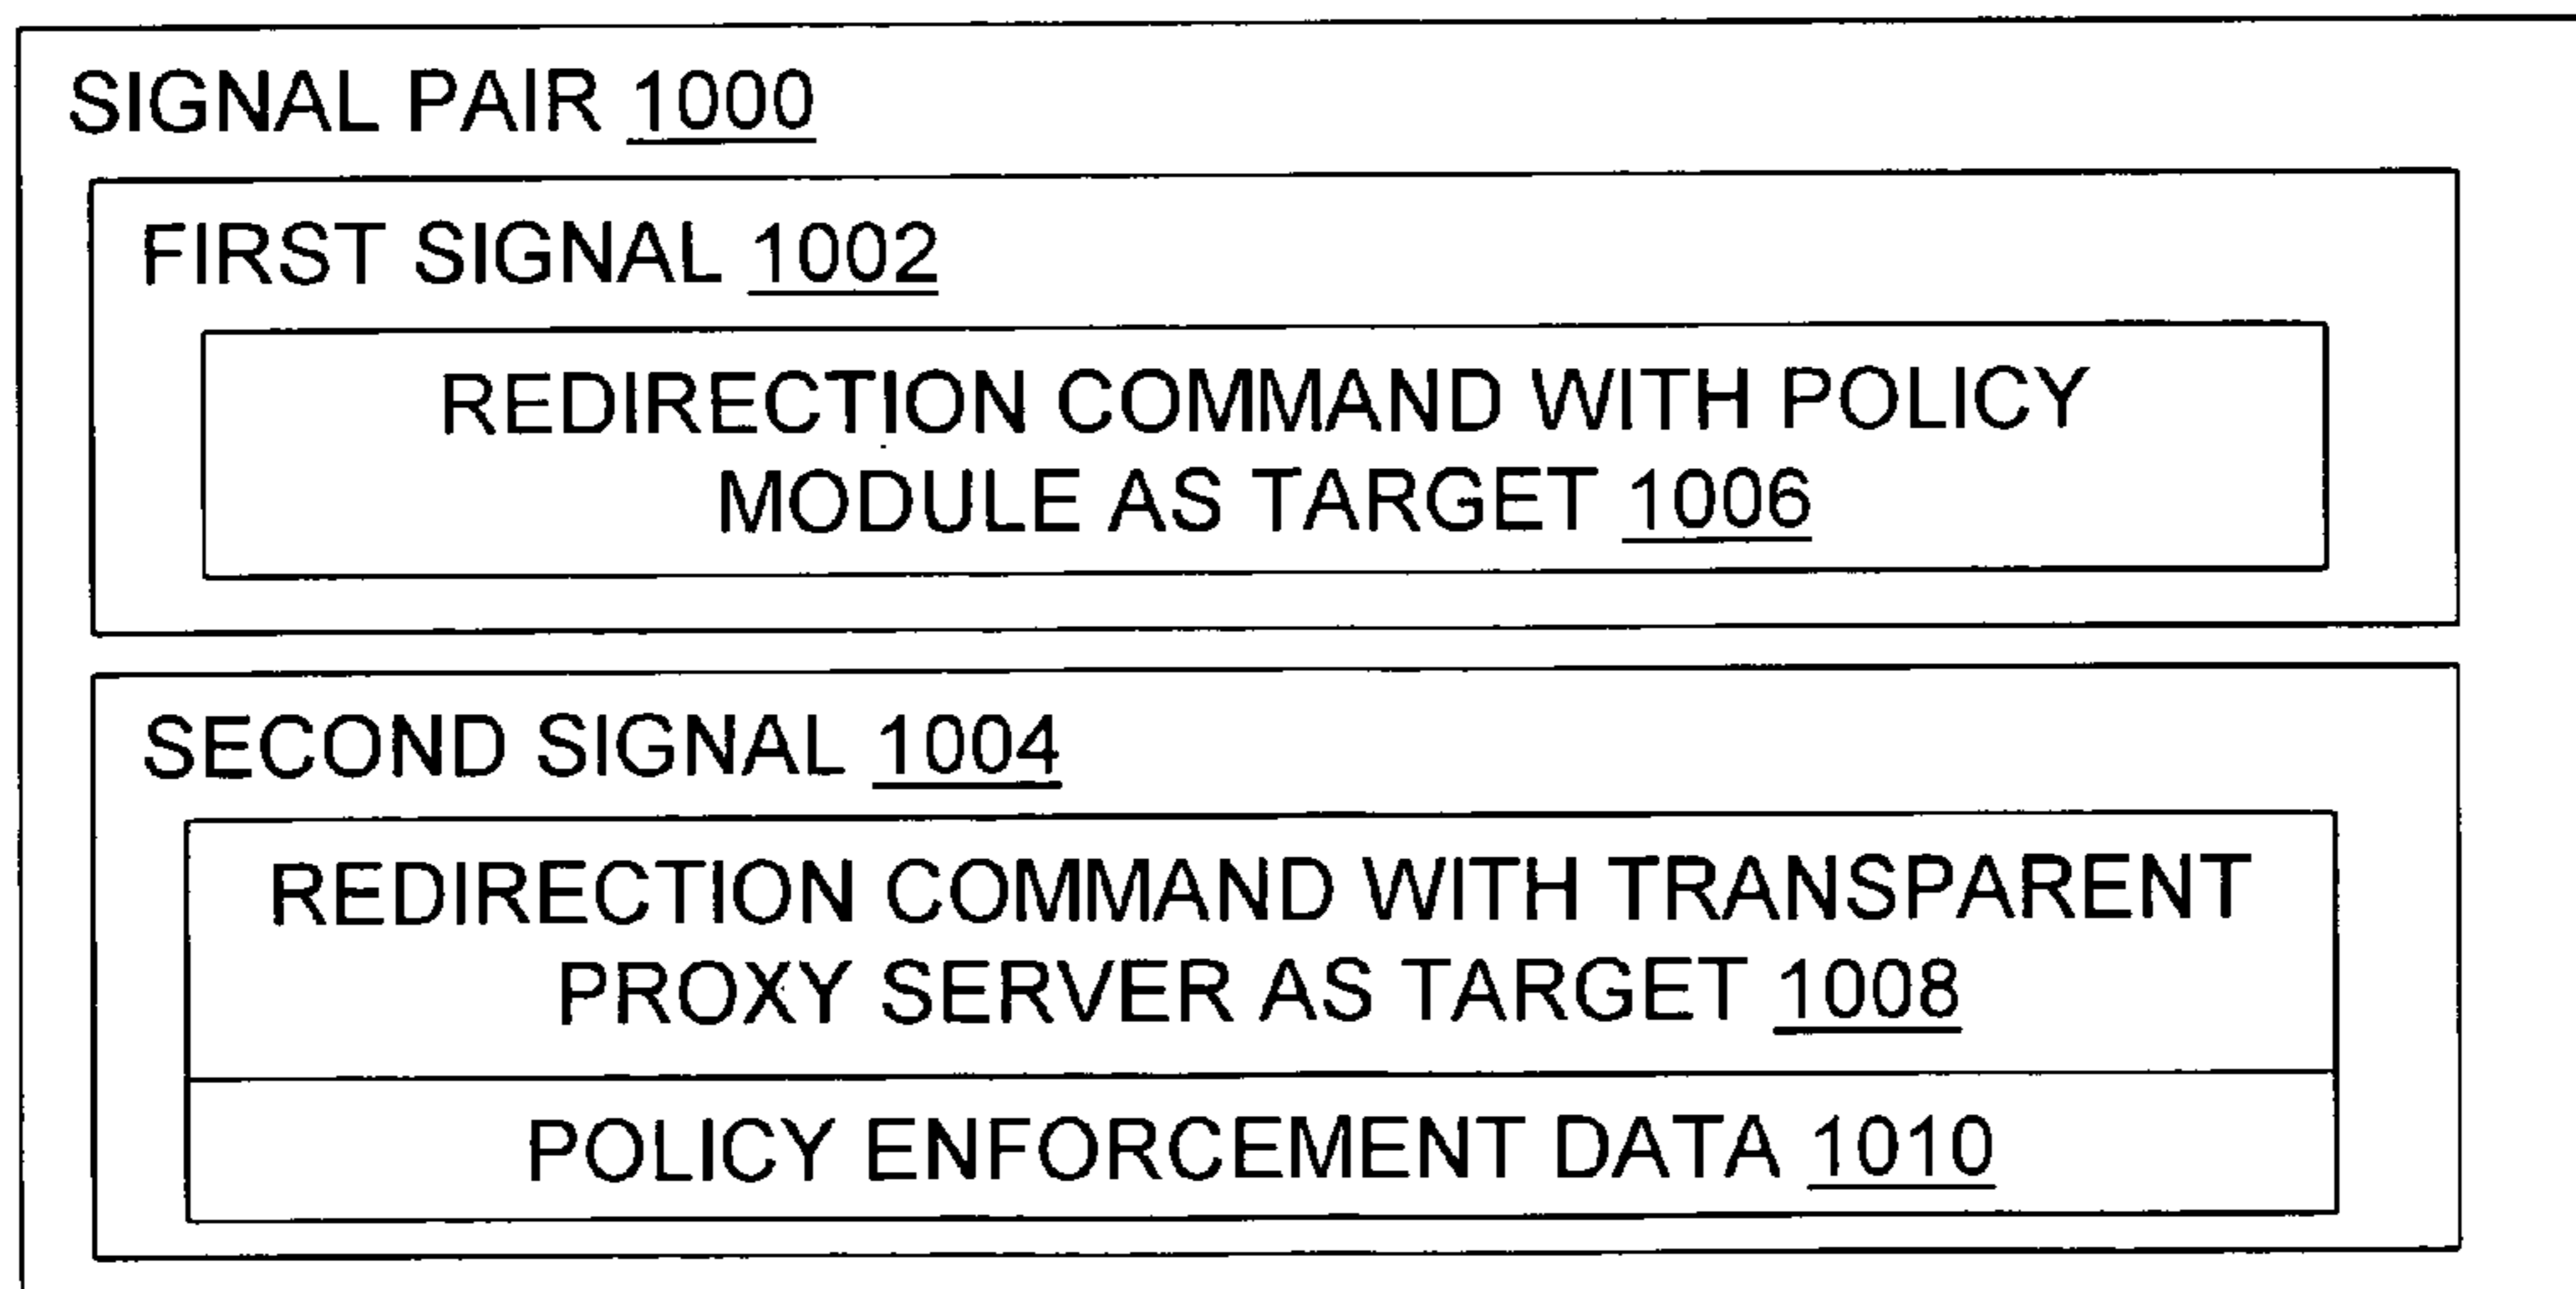 SIGNAL PAIR 1000
FIRST SIGNAL 1002
REDIRECTION COMMAND WITH POLICY
MODULE AS TARGET 1006
SECOND SIGNAL 1004
REDIRECTION COMMAND WITH TRANSPARENT
PROXY SERVER AS TARGET 1008
POLICY ENFORCEMENT DATA 1010